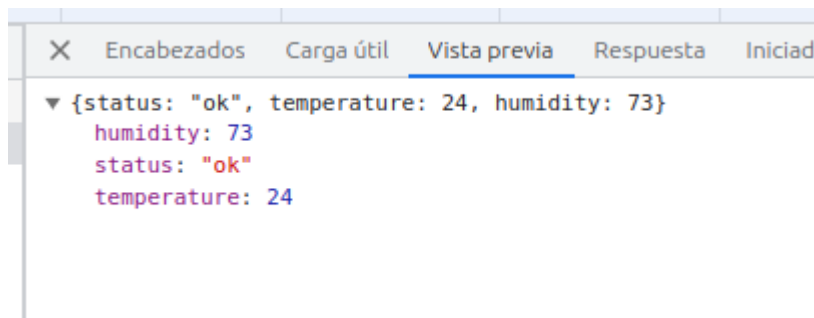 Encabezados Carga útil Vista previa Respuesta Iniciad
{status: "ok", temperature: 24, humidity: 73}
humidity: 73
status: "ok"
temperature: 24